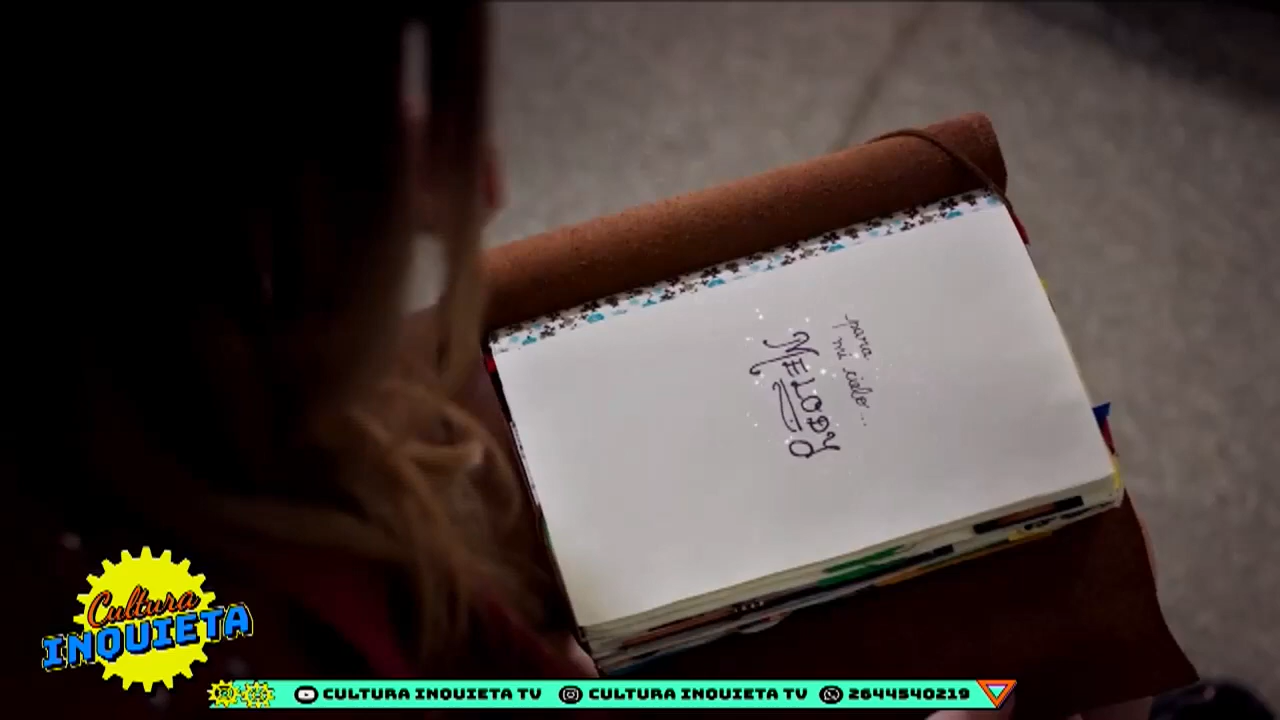 para
mi cielo...
MELODY
Cultura
INQUIETA
CULTURA INQUIETA TV CULTURA INQUIETA TV 2644540219